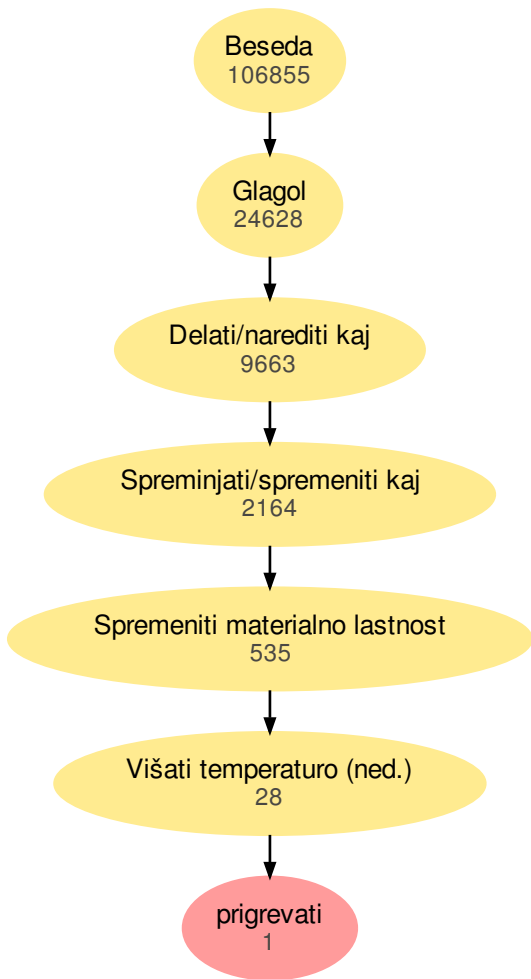 Beseda
106855
Glagol
24628
Delati/narediti kaj
9663
Spreminjati/spremeniti kaj
2164
Spremeniti materialno lastnost
535
Višati temperaturo (ned.)
28
prigrevati
1